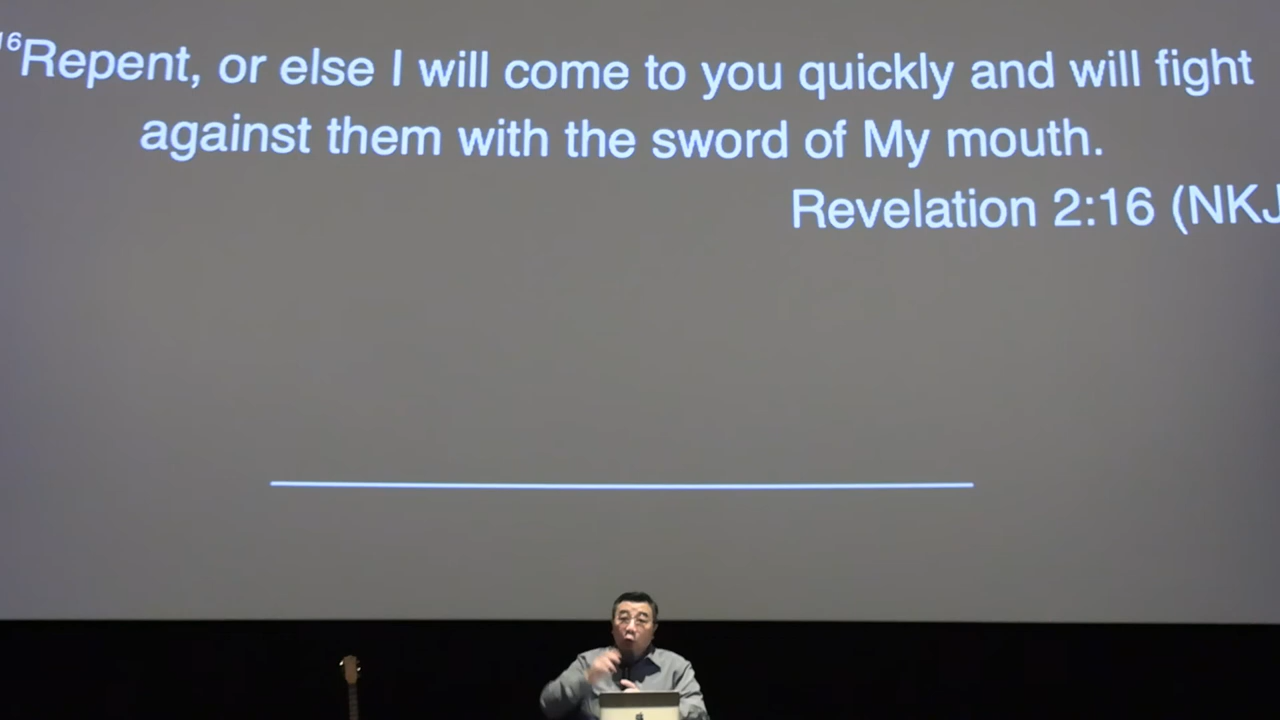 ¹⁶Repent, or else I will come to you quickly and will fight
against them with the sword of My mouth.
Revelation 2:16 (NKJ